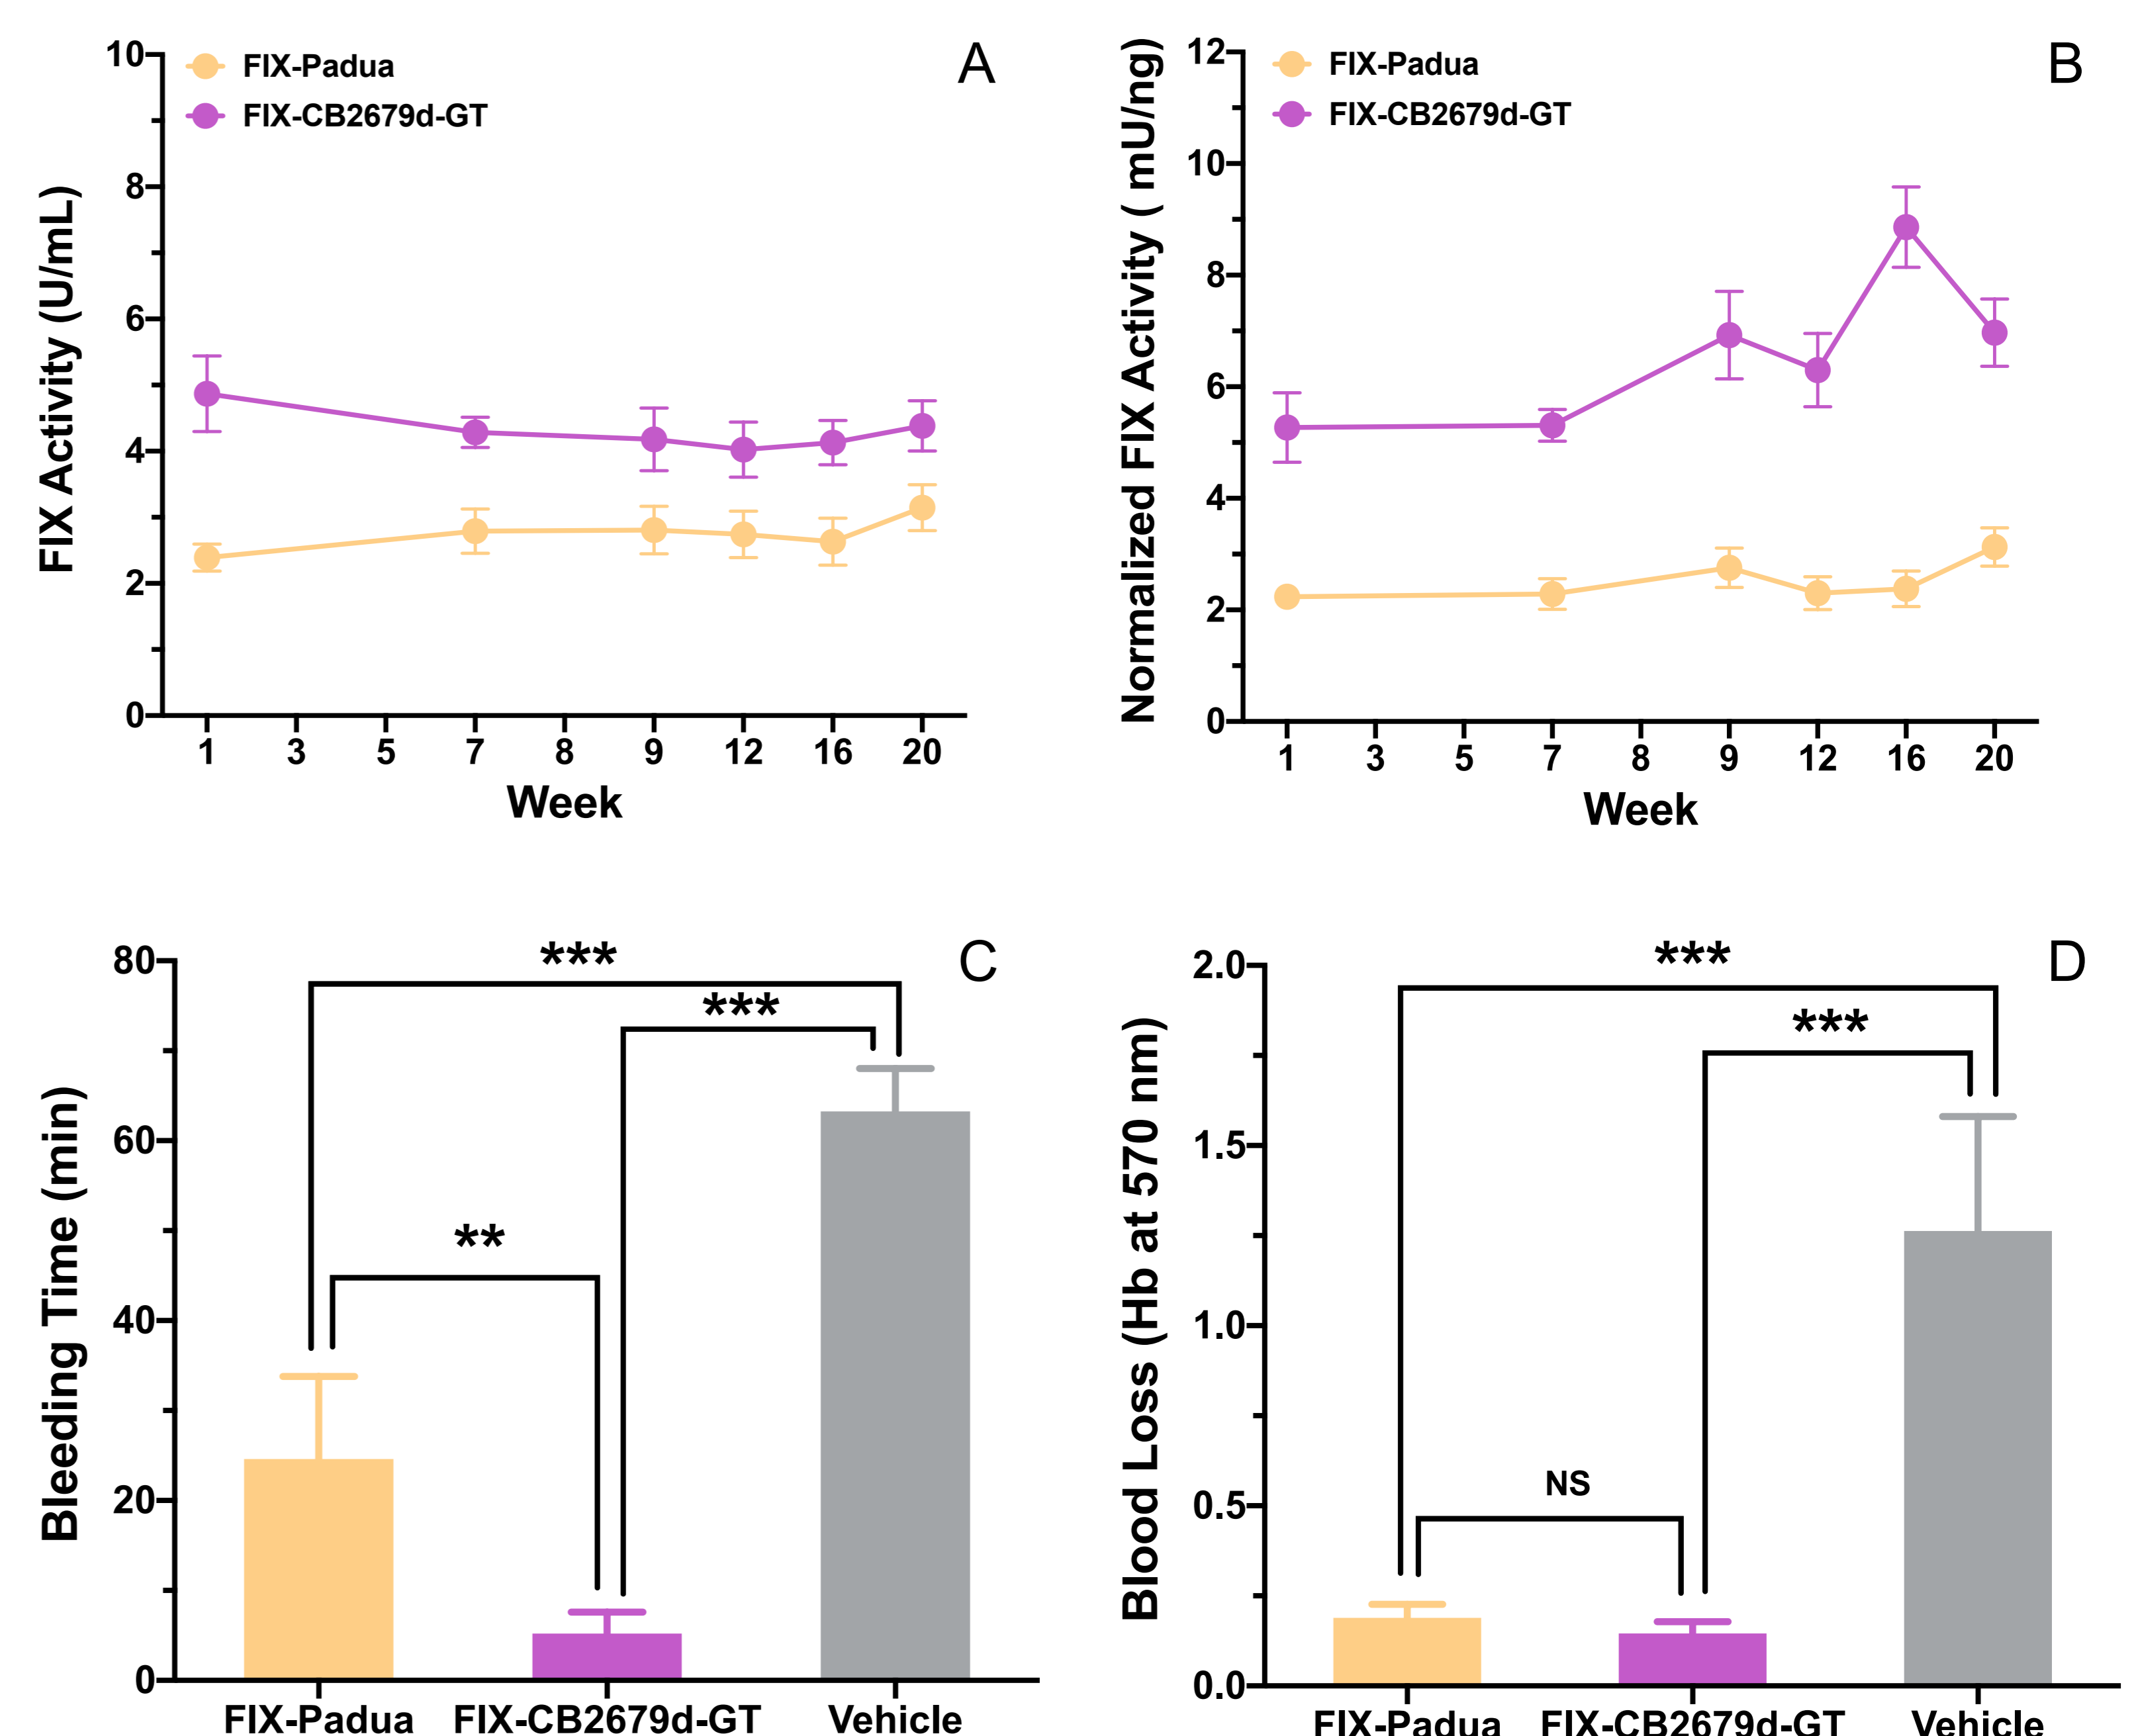 A
FIX-Padua
FIX-CB2679d-GT
FIX Activity (U/mL)
10
8
6
4
2
0
1 3 5 7 8 9 12 16 20
Week
B
FIX-Padua
FIX-CB2679d-GT
Normalized FIX Activity ( mU/ng)
12
10
8
6
4
2
0
1 3 5 7 8 9 12 16 20
Week
C
Bleeding Time (min)
80
60
40
20
0
***
***
**
FIX-Padua FIX-CB2679d-GT Vehicle
D
Blood Loss (Hb at 570 nm)
2.0
1.5
1.0
0.5
0.0
***
***
NS
FIX-Padua FIX-CB2679d-GT Vehicle